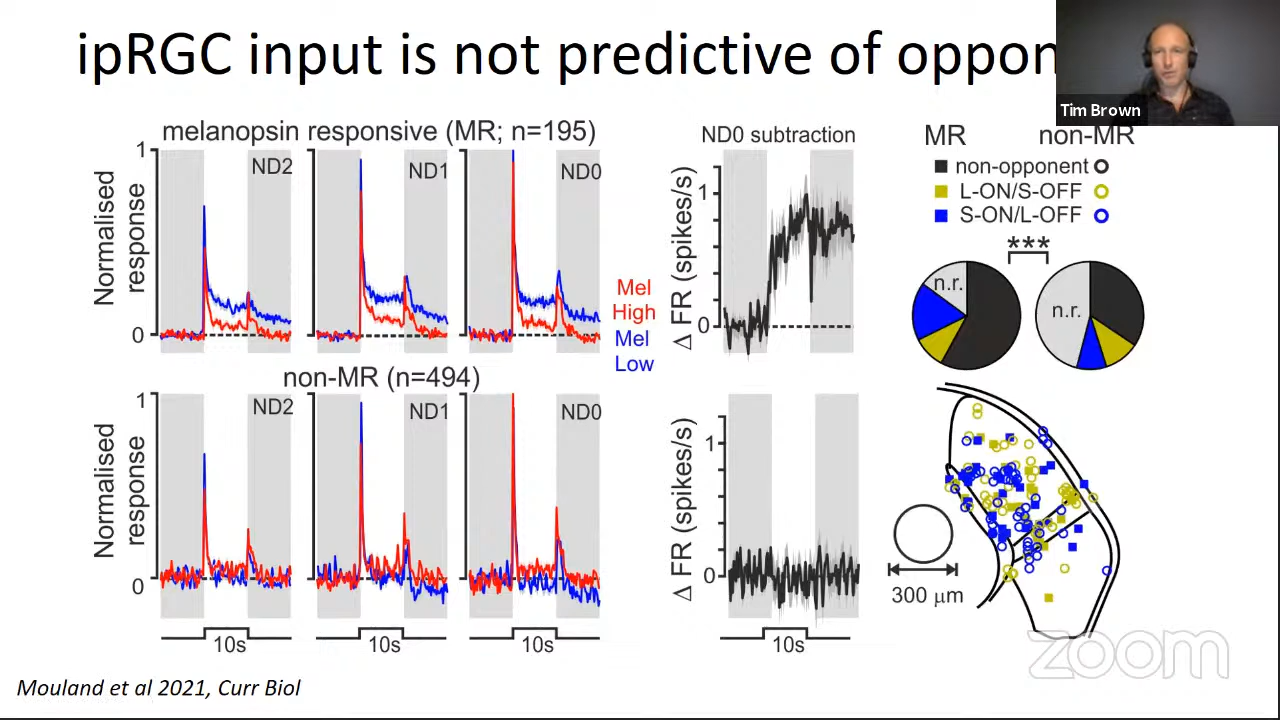 ipRGC input is not predictive of oppon
Tim Brown
melanopsin responsive (MR; n=195)
Normalised
response
1
0
ND2
ND1
ND0
Mel
High
Mel
Low
non-MR (n=494)
Normalised
response
1
0
ND2
ND1
ND0
10s
10s
10s
ND0 subtraction
Δ FR (spikes/s)
1
0
Δ FR (spikes/s)
1
0
10s
MR non-MR
non-opponent
L-ON/S-OFF
S-ON/L-OFF
***
n.r.
n.r.
300 μm
zoom
Mouland et al 2021, Curr Biol